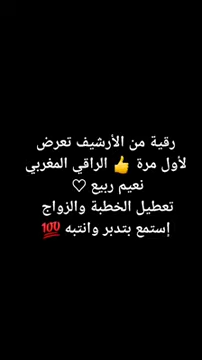 رقية من الأرشيف تعرض
لأول مرة 👍 الراقي المغربي
نعيم ربيع ♡
تعطيل الخطبة والزواج
إستمع بتدبر وانتبه 💯